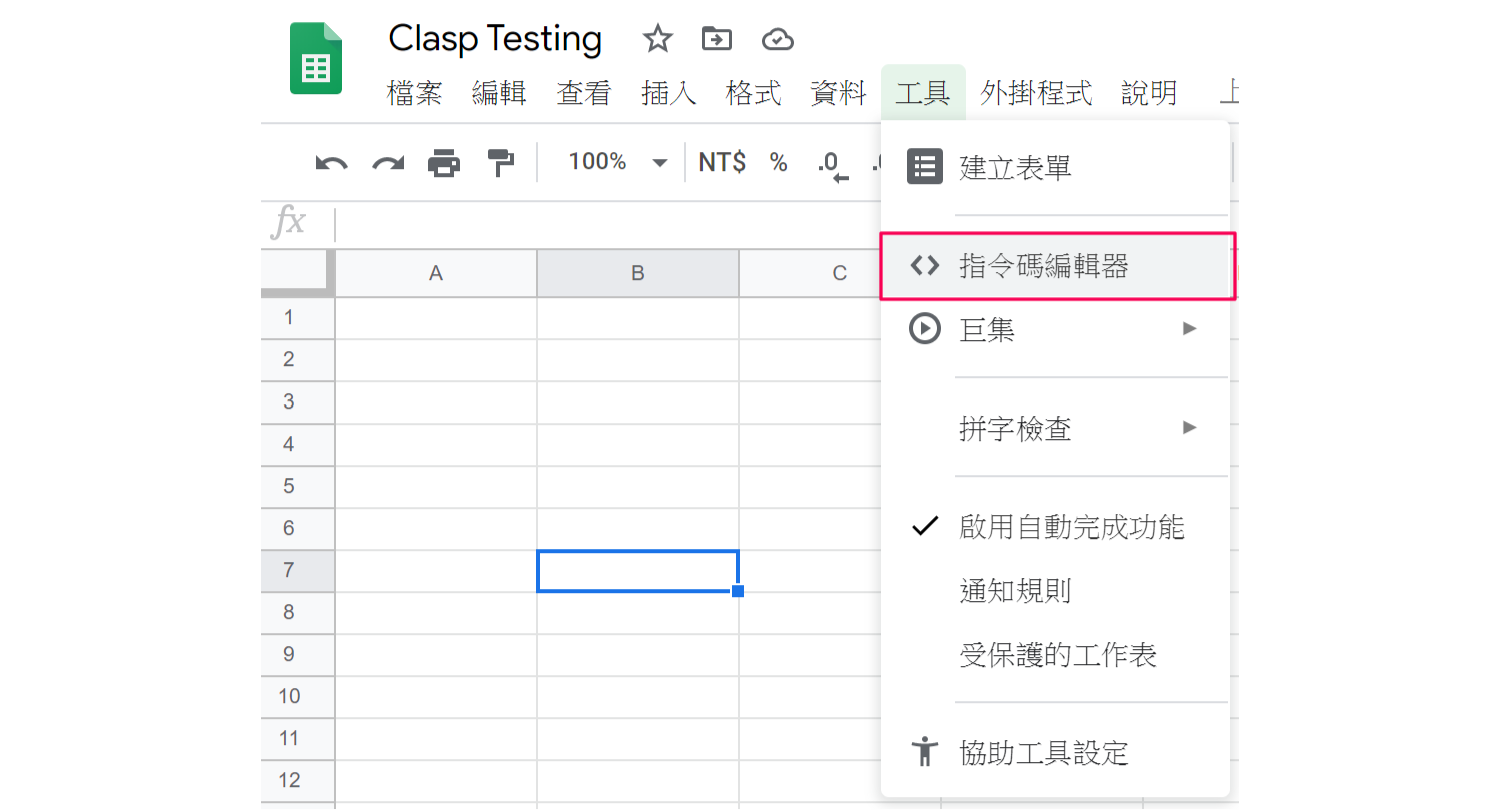 Clasp Testing
檔案 編輯 查看 插入 格式 資料 工具 外掛程式 說明 上
100% NT$ % .0 .0
fx
A B C
1
2
3
4
5
6
7
8
9
10
11
12
建立表單
指令碼編輯器
巨集
拼字檢查
啟用自動完成功能
通知規則
受保護的工作表
協助工具設定